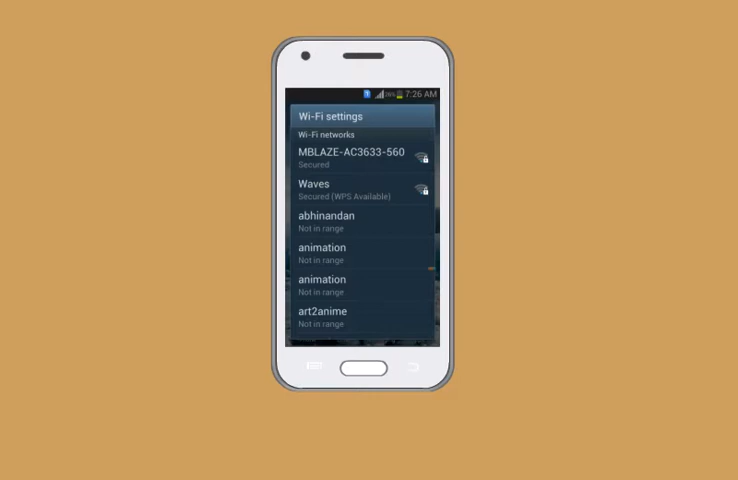 26% 7:26 AM
Wi-Fi settings
Wi-Fi networks
MBLAZE-AC3633-560
Secured
Waves
Secured (WPS Available)
abhinandan
Not in range
animation
Not in range
animation
Not in range
art2anime
Not in range